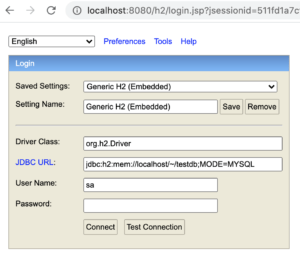 localhost:8080/h2/login.jsp?jsessionid=511fd1a7c
English Preferences Tools Help
Login
Saved Settings: Generic H2 (Embedded)
Setting Name: Generic H2 (Embedded) Save Remove
Driver Class: org.h2.Driver
JDBC URL: jdbc:h2:mem://localhost/~/testdb;MODE=MYSQL
User Name: sa
Password:
Connect Test Connection